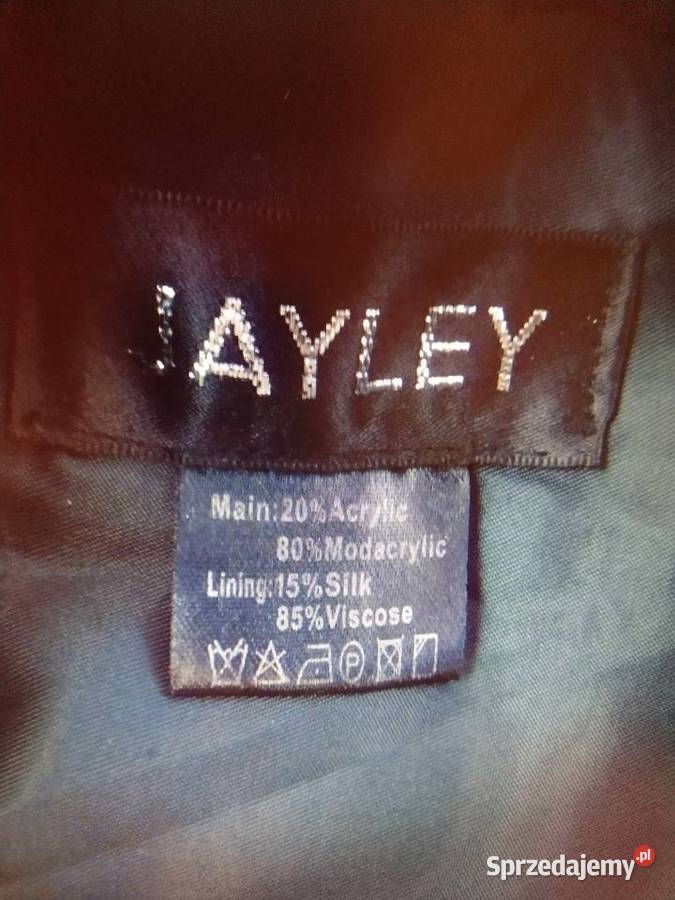 JAYLEY
Main:20%Acrylic
80%Modacrylic
Lining:15%Silk
85%Viscose
P
Sprzedajemy.pl